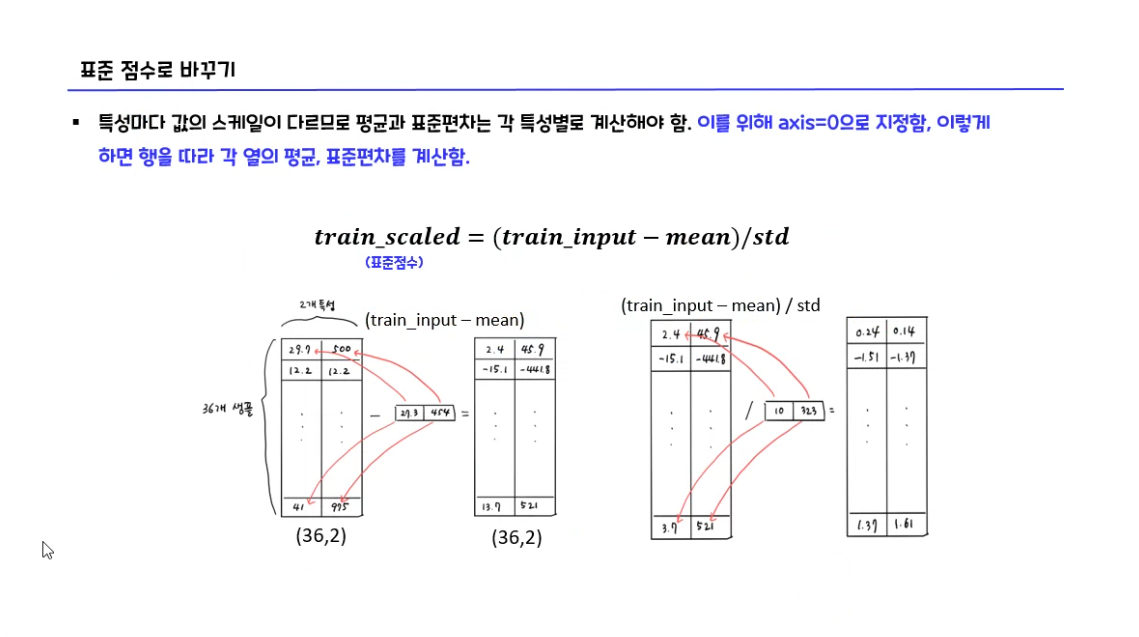 표준 점수로 바꾸기
▪ 특성마다 값의 스케일이 다르므로 평균과 표준편차는 각 특성별로 계산해야 함. 이를 위해 axis=0으로 지정함, 이렇게
하면 행을 따라 각 열의 평균, 표준편차를 계산함.
train_scaled = (train_input − mean)/std
(표준점수)
2개 특성
(train_input – mean)
29.7 500
12.2 12.2
36개 샘플
41 975
(36,2)
−
27.3 454
=
2.4 45.9
-15.1 -441.8
13.7 521
(36,2)
(train_input – mean) / std
2.4 45.9
-15.1 -441.8
3.7 521
/
10 323
=
0.24 0.14
-1.51 -1.37
1.37 1.61